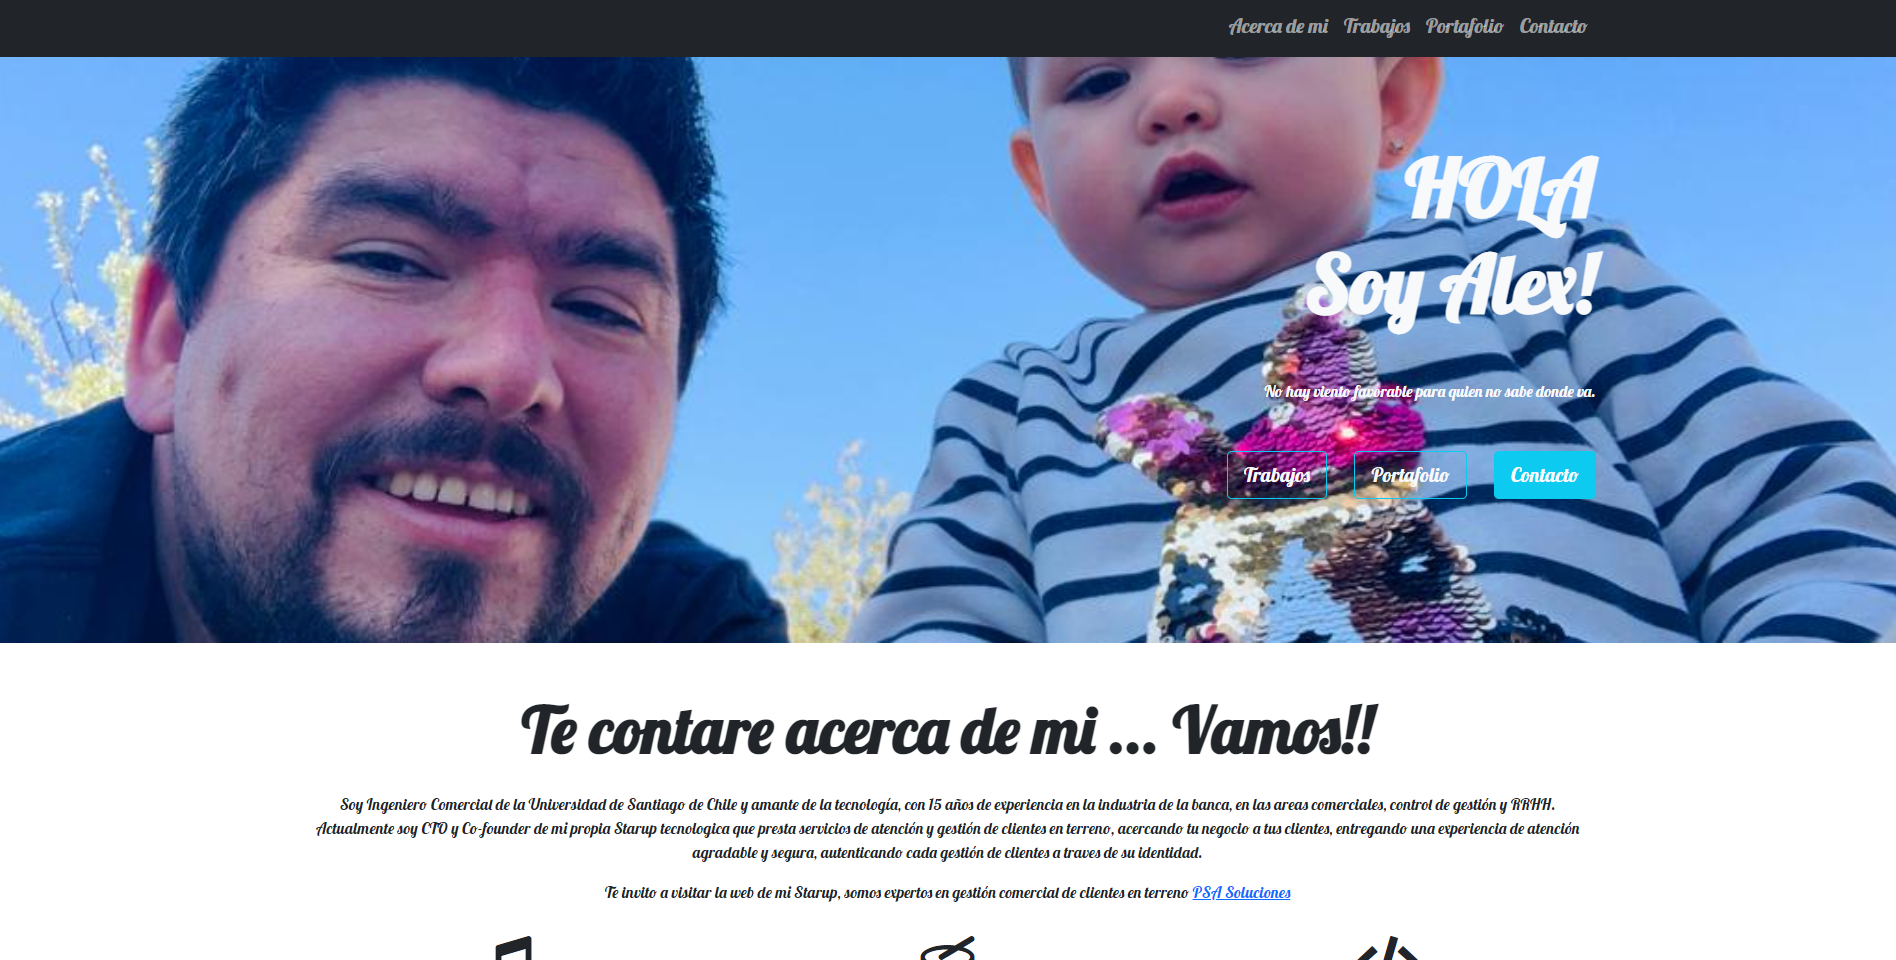 Acerca de mi Trabajos Portafolio Contacto
HOLA
Soy Alex!
No hay viento favorable para quien no sabe donde va.
Trabajos Portafolio Contacto
Te contare acerca de mi ... Vamos!!
Soy Ingeniero Comercial de la Universidad de Santiago de Chile y amante de la tecnología, con 15 años de experiencia en la industria de la banca, en las areas comerciales, control de gestión y RRHH.
Actualmente soy CTO y Co-founder de mi propia Starup tecnologica que presta servicios de atención y gestión de clientes en terreno, acercando tu negocio a tus clientes, entregando una experiencia de atención
agradable y segura, autenticando cada gestión de clientes a traves de su identidad.
Te invito a visitar la web de mi Starup, somos expertos en gestión comercial de clientes en terreno PSA Soluciones